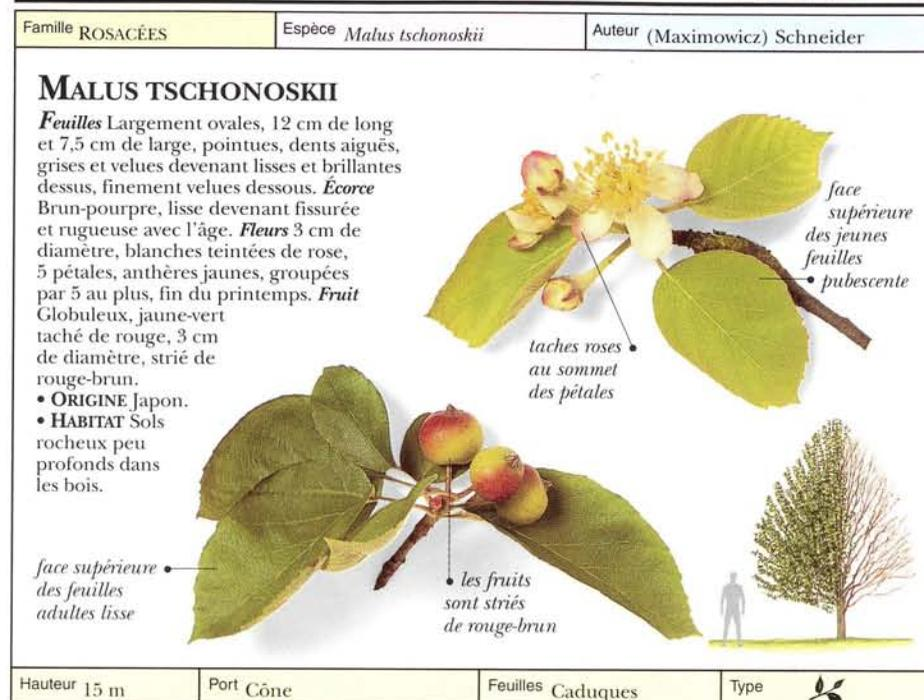 Famille ROSACÉES
Espèce Malus tschonoskii
Auteur (Maximowicz) Schneider
MALUS TSCHONOSKII
Feuilles Largement ovales, 12 cm de long
et 7,5 cm de large, pointues, dents aiguës,
grises et velues devenant lisses et brillantes
dessus, finement velues dessous. Écorce
Brun-pourpre, lisse devenant fissurée
et rugueuse avec l'âge. Fleurs 3 cm de
diamètre, blanches teintées de rose,
5 pétales, anthères jaunes, groupées
par 5 au plus, fin du printemps. Fruit
Globuleux, jaune-vert
taché de rouge, 3 cm
de diamètre, strié de
rouge-brun.
• ORIGINE Japon.
• HABITAT Sols
rocheux peu
profonds dans
les bois.
face
supérieure
des jeunes
feuilles
pubescente
taches roses
au sommet
des pétales
face supérieure
des feuilles
adultes lisse
les fruits
sont striés
de rouge-brun
Hauteur 15 m
Port Cône
Feuilles Caduques
Type